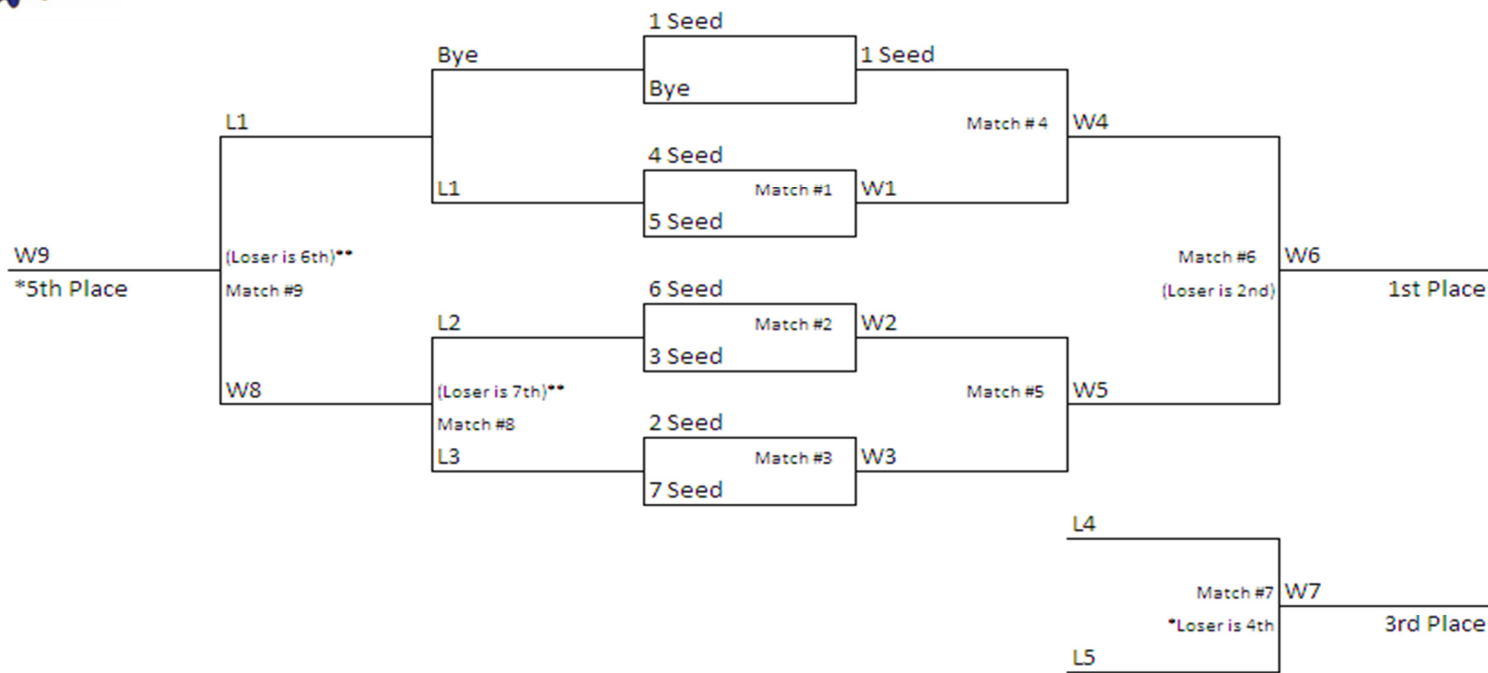 1 Seed
Bye
1 Seed
Bye
L1
Match # 4
W4
4 Seed
L1
Match #1
W1
5 Seed
W9
(Loser is 6th)**
Match #6
W6
*5th Place
Match #9
6 Seed
(Loser is 2nd)
1st Place
L2
Match #2
W2
3 Seed
W8
(Loser is 7th)**
Match #5
W5
Match #8
2 Seed
L3
Match #3
W3
7 Seed
L4
Match #7
W7
*Loser is 4th
3rd Place
L5